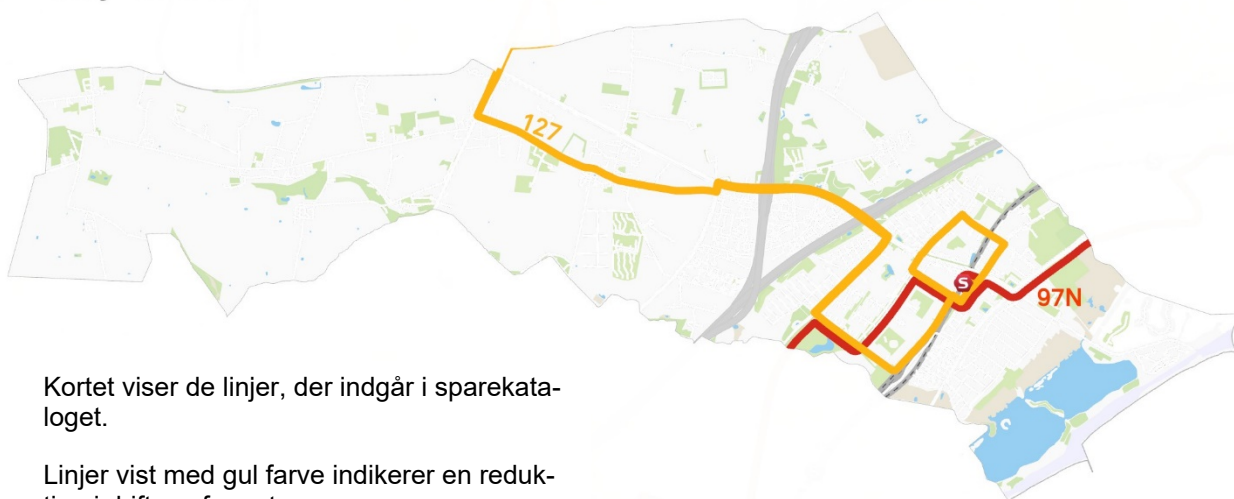 127
S
97N
Kortet viser de linjer, der indgår i sparekata-
loget.
Linjer vist med gul farve indikerer en reduk-